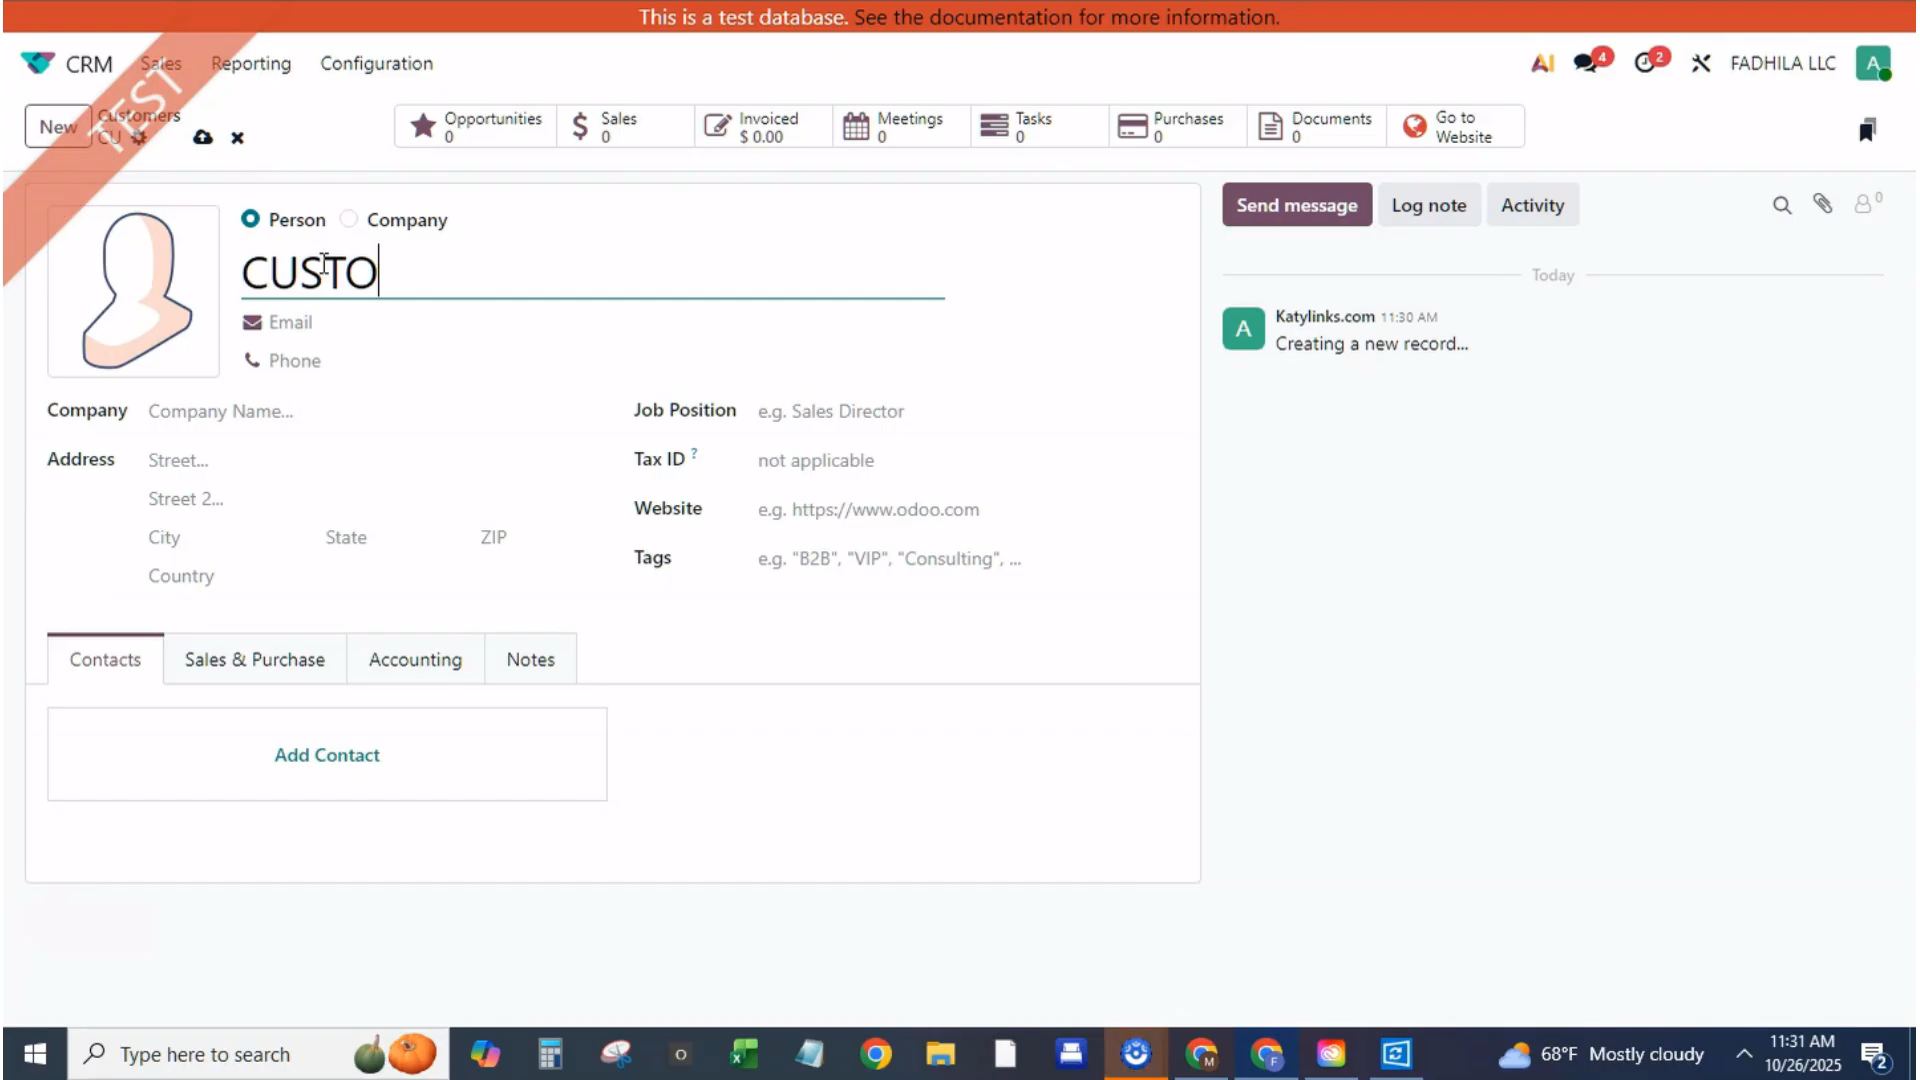 This is a test database. See the documentation for more information.
CRM Sales Reporting Configuration
4 2 FADHILA LLC A
TEST
New Customers
CU
Opportunities 0
Sales 0
Invoiced $ 0.00
Meetings 0
Tasks 0
Purchases 0
Documents 0
Go to Website
Person Company
CUSTO
Email
Phone
Company Company Name...
Job Position e.g. Sales Director
Address Street...
Tax ID ? not applicable
Street 2...
Website e.g. https://www.odoo.com
City State ZIP
Tags e.g. "B2B", "VIP", "Consulting", ...
Country
Contacts Sales & Purchase Accounting Notes
Add Contact
Send message Log note Activity 0
Today
A Katylinks.com 11:30 AM
Creating a new record...
Type here to search
68°F Mostly cloudy
11:31 AM
10/26/2025
2